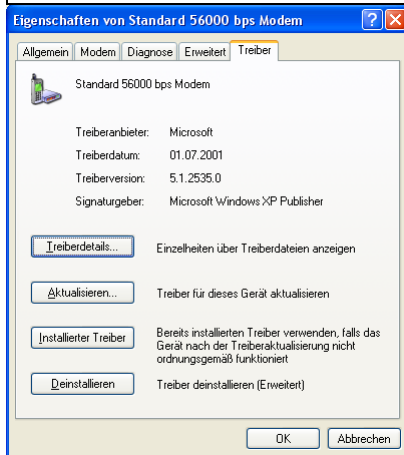 Eigenschaften von Standard 56000 bps Modem
Allgemein Modem Diagnose Erweitert Treiber
Standard 56000 bps Modem
Treiberanbieter: Microsoft
Treiberdatum: 01.07.2001
Treiberversion: 5.1.2535.0
Signaturgeber: Microsoft Windows XP Publisher
Treiberdetails... Einzelheiten über Treiberdateien anzeigen
Aktualisieren... Treiber für dieses Gerät aktualisieren
Installierter Treiber Bereits installierten Treiber verwenden, falls das
Gerät nach der Treiberaktualisierung nicht
ordnungsgemäß funktioniert
Deinstallieren Treiber deinstallieren (Erweitert)
OK Abbrechen